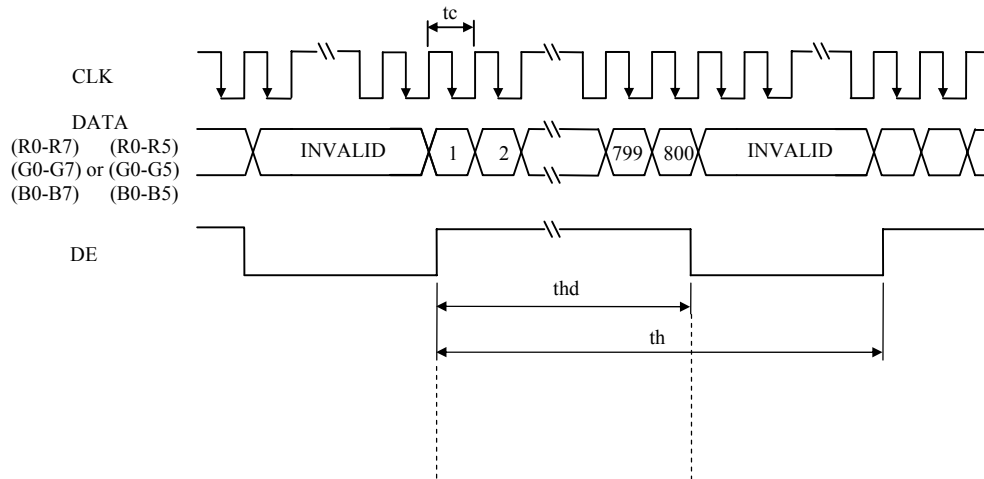 tc
CLK
DATA
(R0-R7) (R0-R5)
(G0-G7) or (G0-G5)
(B0-B7) (B0-B5)
INVALID 1 2 799 800 INVALID
DE
thd
th